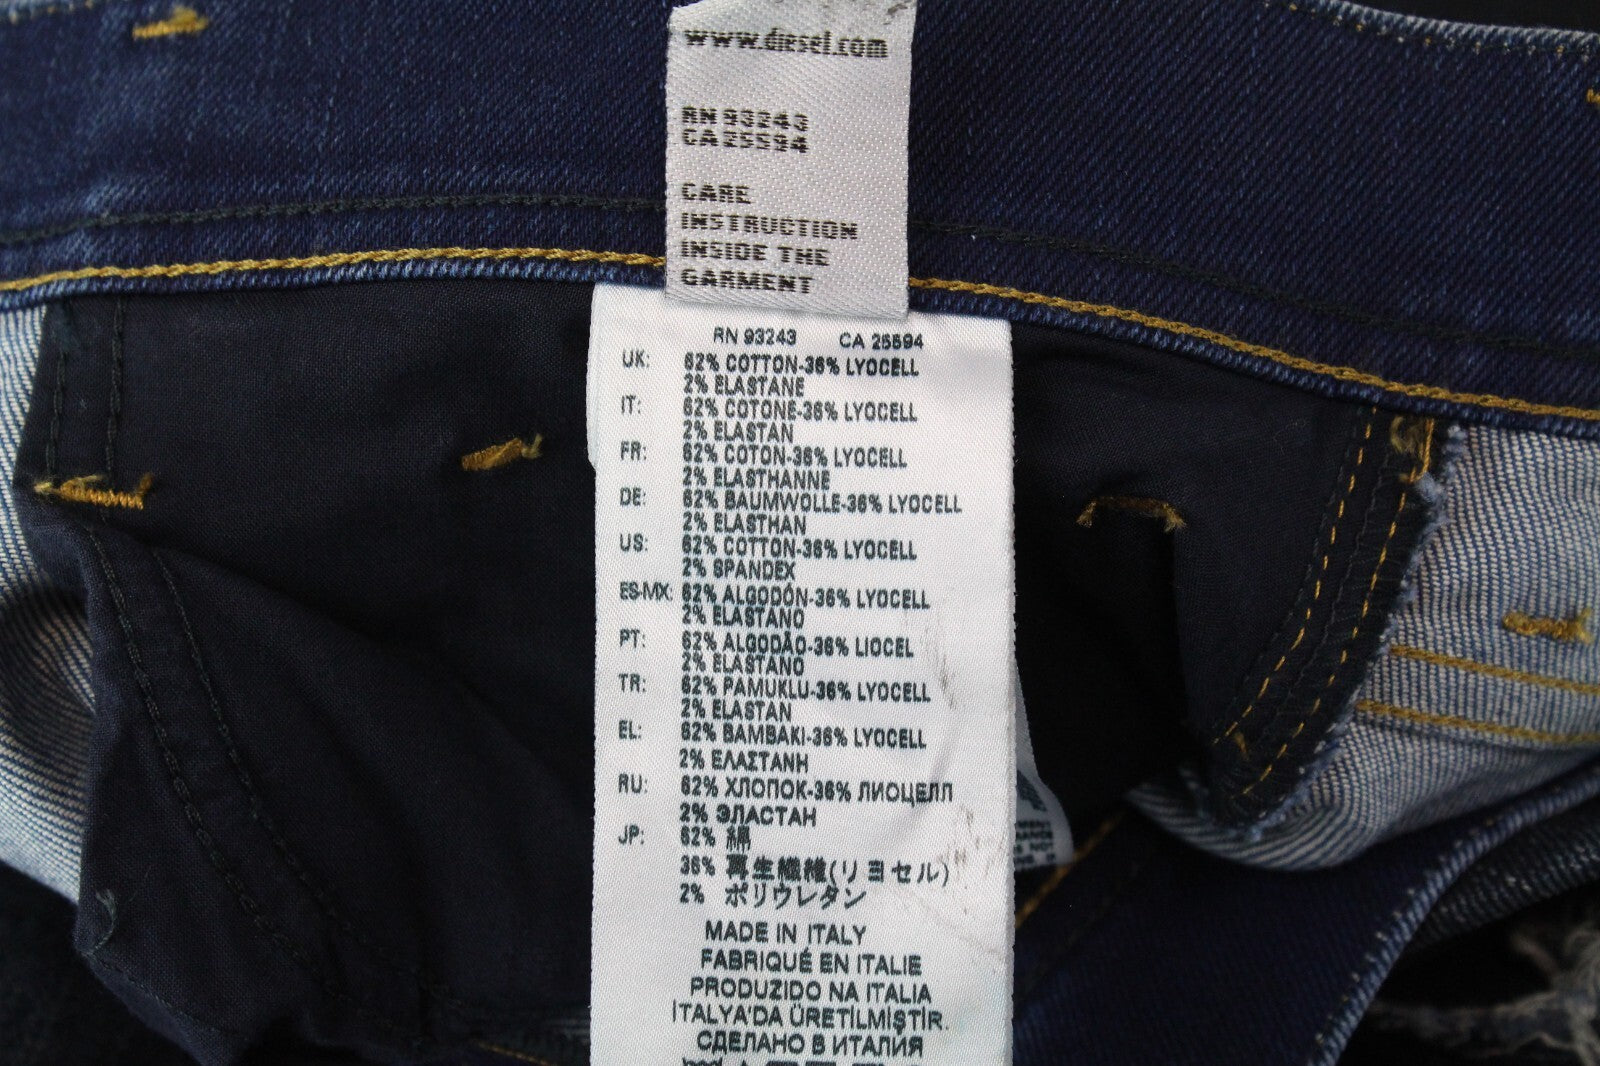 www.diesel.com
RN 93243
CA 25594
CARE
INSTRUCTION
INSIDE THE
GARMENT
RN 93243 CA 25594
UK: 62% COTTON-36% LYOCELL
2% ELASTANE
IT: 62% COTONE-36% LYOCELL
2% ELASTAN
FR: 62% COTON-36% LYOCELL
2% ELASTHANNE
DE: 62% BAUMWOLLE-36% LYOCELL
2% ELASTHAN
US: 62% COTTON-36% LYOCELL
2% SPANDEX
ES-MX: 62% ALGODÓN-36% LYOCELL
2% ELASTANO
PT: 62% ALGODÃO-36% LIOCEL
2% ELASTANO
TR: 62% PAMUKLU-36% LYOCELL
2% ELASTAN
EL: 62% BAMBAKI-36% LYOCELL
2% ΕΛΑΣΤΑΝΗ
RU: 62% ХЛОПОК-36% ЛИОЦЕЛЛ
2% ЭЛАСТАН
JP: 62% 綿
36% 再生繊維(リヨセル)
2% ポリウレタン
MADE IN ITALY
FABRIQUÉ EN ITALIE
PRODUZIDO NA ITALIA
İTALYA'DA ÜRETİLMİŞTİR.
СДЕЛАНО В ИТАЛИЯ